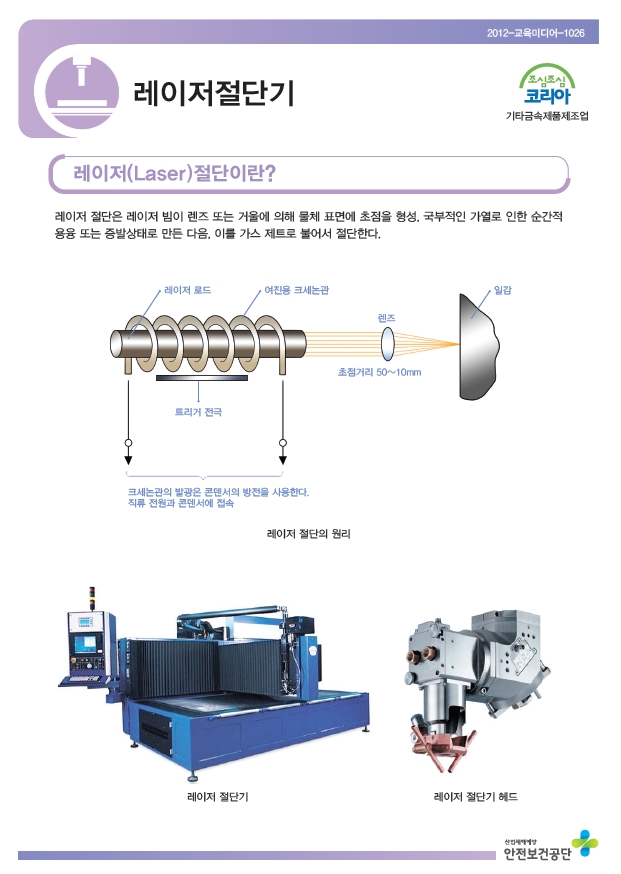 2012-교육미디어-1026
레이저절단기
조심조심
코리아
기타금속제품제조업
레이저(Laser)절단이란?
레이저 절단은 레이저 빔이 렌즈 또는 거울에 의해 물체 표면에 초점을 형성, 국부적인 가열로 인한 순간적
용융 또는 증발상태로 만든 다음, 이를 가스 제트로 불어서 절단한다.
레이저 로드
여진용 크세논관
일감
렌즈
초점거리 50~10mm
트리거 전극
크세논관의 발광은 콘덴서의 방전을 사용한다.
직류 전원과 콘덴서에 접속
레이저 절단의 원리
레이저 절단기
레이저 절단기 헤드
산업재해예방
안전보건공단